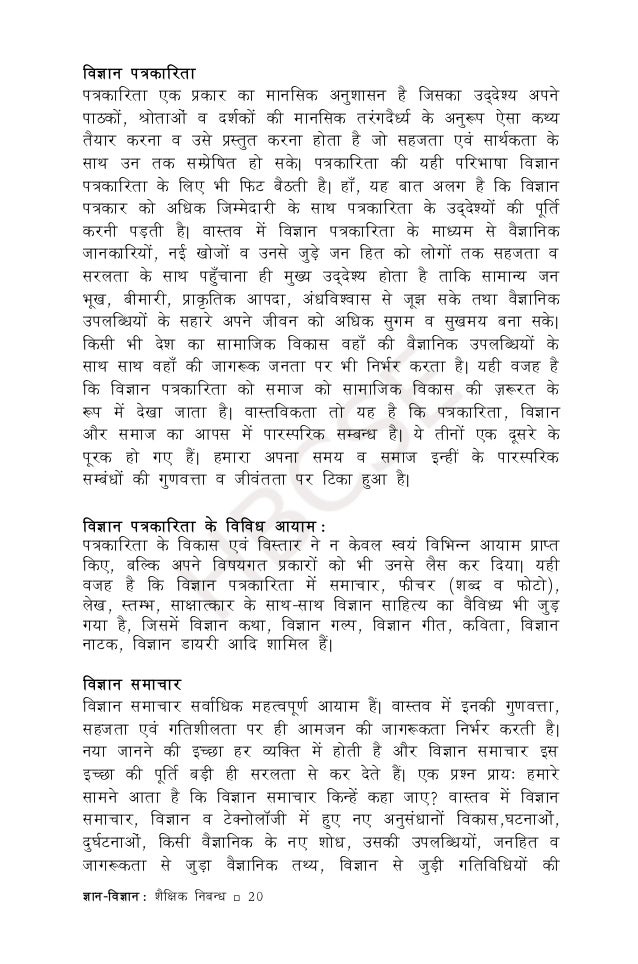 विज्ञान पत्रकारिता
पत्रकारिता एक प्रकार का मानसिक अनुशासन है जिसका उद्देश्य अपने
पाठकों, श्रोताओं व दर्शकों की मानसिक तरंगदैर्ध्य के अनुरूप ऐसा कथ्य
तैयार करना व उसे प्रस्तुत करना होता है जो सहजता एवं सार्थकता के
साथ उन तक सम्प्रेषित हो सके। पत्रकारिता की यही परिभाषा विज्ञान
पत्रकारिता के लिए भी फिट बैठती है। हाँ, यह बात अलग है कि विज्ञान
पत्रकार को अधिक जिम्मेदारी के साथ पत्रकारिता के उद्देश्यों की पूर्ति
करनी पड़ती है। वास्तव में विज्ञान पत्रकारिता के माध्यम से वैज्ञानिक
जानकारियों, नई खोजों व उनसे जुड़े जन हित को लोगों तक सहजता व
सरलता के साथ पहुँचाना ही मुख्य उद्देश्य होता है ताकि सामान्य जन
भूख, बीमारी, प्राकृतिक आपदा, अंधविश्वास से जूझ सके तथा वैज्ञानिक
उपलब्धियों के सहारे अपने जीवन को अधिक सुगम व सुखमय बना सके।
किसी भी देश का सामाजिक विकास वहाँ की वैज्ञानिक उपलब्धियों के
साथ साथ वहाँ की जागरूक जनता पर भी निर्भर करता है। यही वजह है
कि विज्ञान पत्रकारिता को समाज को सामाजिक विकास की ज़रूरत के
रूप में देखा जाता है। वास्तविकता तो यह है कि पत्रकारिता, विज्ञान
और समाज का आपस में पारस्परिक सम्बन्ध है। ये तीनों एक दूसरे के
पूरक हो गए हैं। हमारा अपना समय व समाज इन्हीं के पारस्परिक
सम्बंधों की गुणवत्ता व जीवंतता पर टिका हुआ है।
विज्ञान पत्रकारिता के विविध आयाम :
पत्रकारिता के विकास एवं विस्तार ने न केवल स्वयं विभिन्न आयाम प्राप्त
किए, बल्कि अपने विषयगत प्रकारों को भी उनसे लैस कर दिया। यही
वजह है कि विज्ञान पत्रकारिता में समाचार, फीचर (शब्द व फोटो),
लेख, स्तम्भ, साक्षात्कार के साथ-साथ विज्ञान साहित्य का वैविध्य भी जुड़
गया है, जिसमें विज्ञान कथा, विज्ञान गल्प, विज्ञान गीत, कविता, विज्ञान
नाटक, विज्ञान डायरी आदि शामिल हैं।
विज्ञान समाचार
विज्ञान समाचार सर्वाधिक महत्वपूर्ण आयाम हैं। वास्तव में इनकी गुणवत्ता,
सहजता एवं गतिशीलता पर ही आमजन की जागरूकता निर्भर करती है।
नया जानने की इच्छा हर व्यक्ति में होती है और विज्ञान समाचार इस
इच्छा की पूर्ति बड़ी ही सरलता से कर देते हैं। एक प्रश्न प्रायः हमारे
सामने आता है कि विज्ञान समाचार किन्हें कहा जाए? वास्तव में विज्ञान
समाचार, विज्ञान व टेक्नोलॉजी में हुए नए अनुसंधानों विकास,घटनाओं,
दुर्घटनाओं, किसी वैज्ञानिक के नए शोध, उसकी उपलब्धियों, जनहित व
जागरूकता से जुड़ा वैज्ञानिक तथ्य, विज्ञान से जुड़ी गतिविधियों की
ज्ञान-विज्ञान : शैक्षिक निबन्ध □ 20
HBCSE